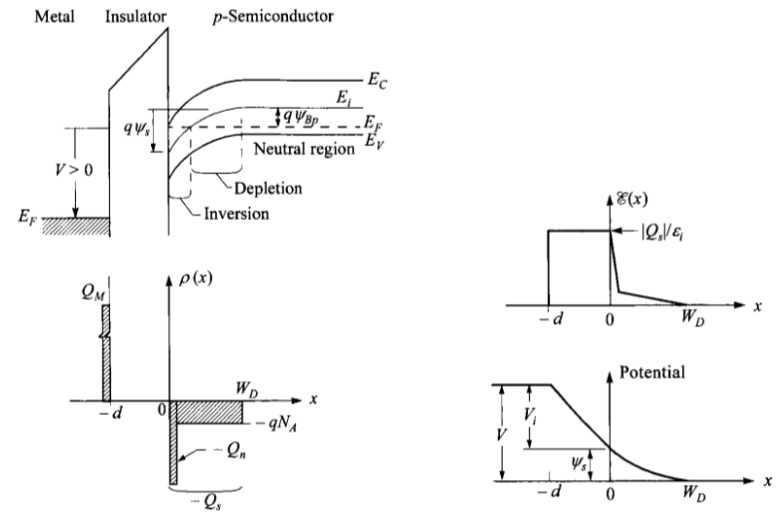 Metal Insulator p-Semiconductor
E_C
E_i
qψ_s
qψ_Bp
E_F
E_V
Neutral region
V > 0
Depletion
Inversion
E_F
Q_M
ρ(x)
W_D
x
-d
0
-qN_A
-Q_n
-Q_s
ℰ(x)
|Q_s|/ε_i
-d
0
W_D
x
Potential
V
V_i
ψ_s
-d
0
W_D
x